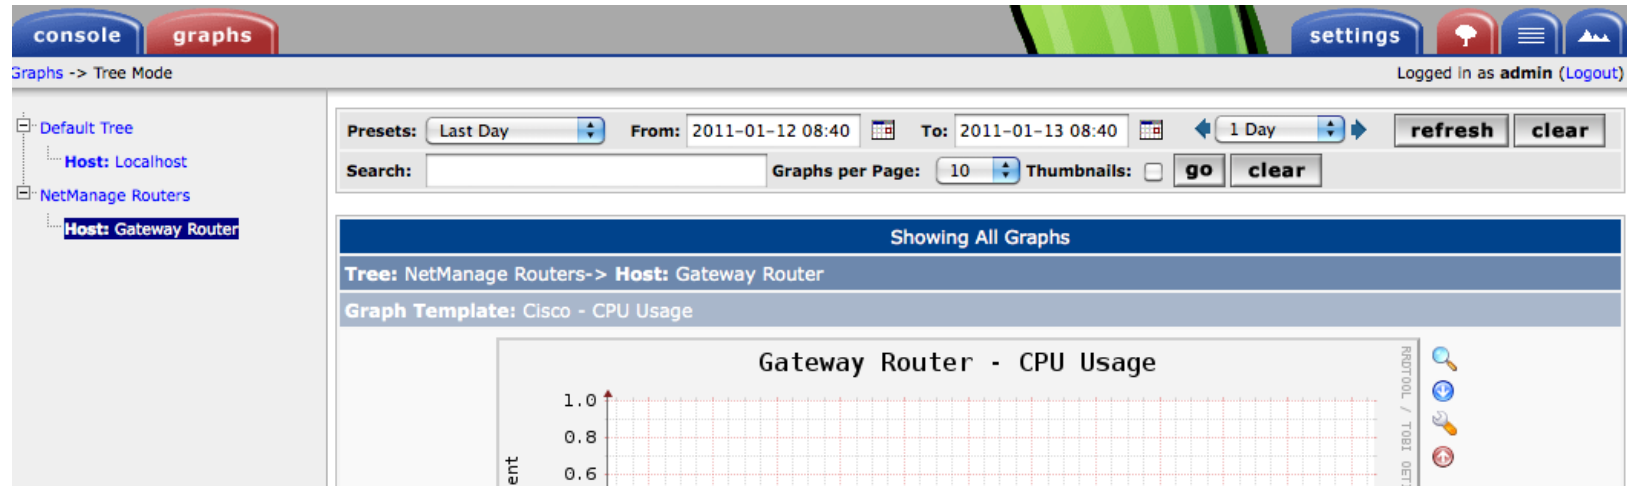 console graphs settings
Graphs -> Tree Mode Logged in as admin (Logout)
Default Tree
Host: Localhost
NetManage Routers
Host: Gateway Router
Presets: Last Day From: 2011-01-12 08:40 To: 2011-01-13 08:40 1 Day refresh clear
Search: Graphs per Page: 10 Thumbnails: go clear
Showing All Graphs
Tree: NetManage Routers-> Host: Gateway Router
Graph Template: Cisco - CPU Usage
Gateway Router - CPU Usage
1.0
0.8
0.6
RRDTOOL / TOBI